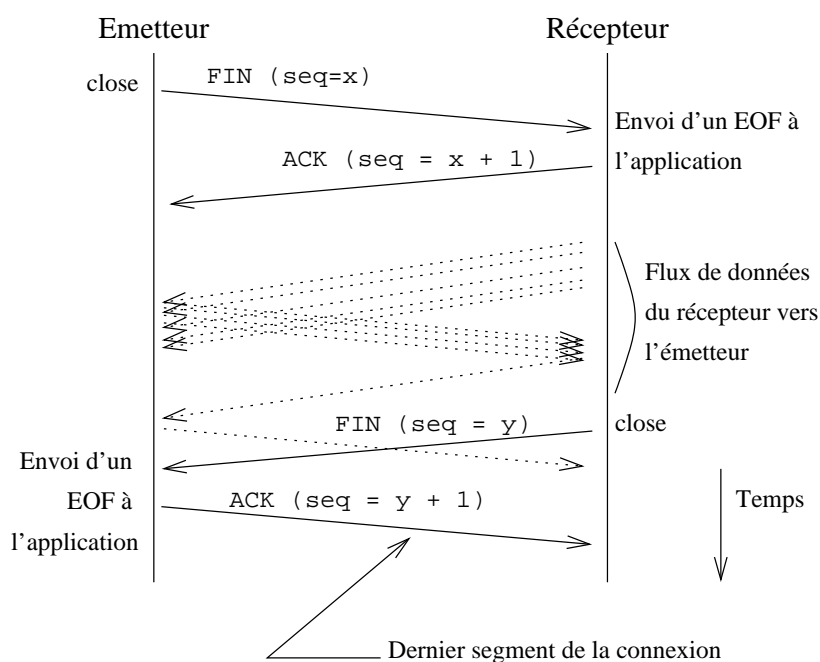 Emetteur
Récepteur
close
FIN (seq=x)
Envoi d'un EOF à
l'application
ACK (seq = x + 1)
Flux de données
du récepteur vers
l'émetteur
FIN (seq = y)
close
Envoi d'un
EOF à
l'application
ACK (seq = y + 1)
Temps
Dernier segment de la connexion